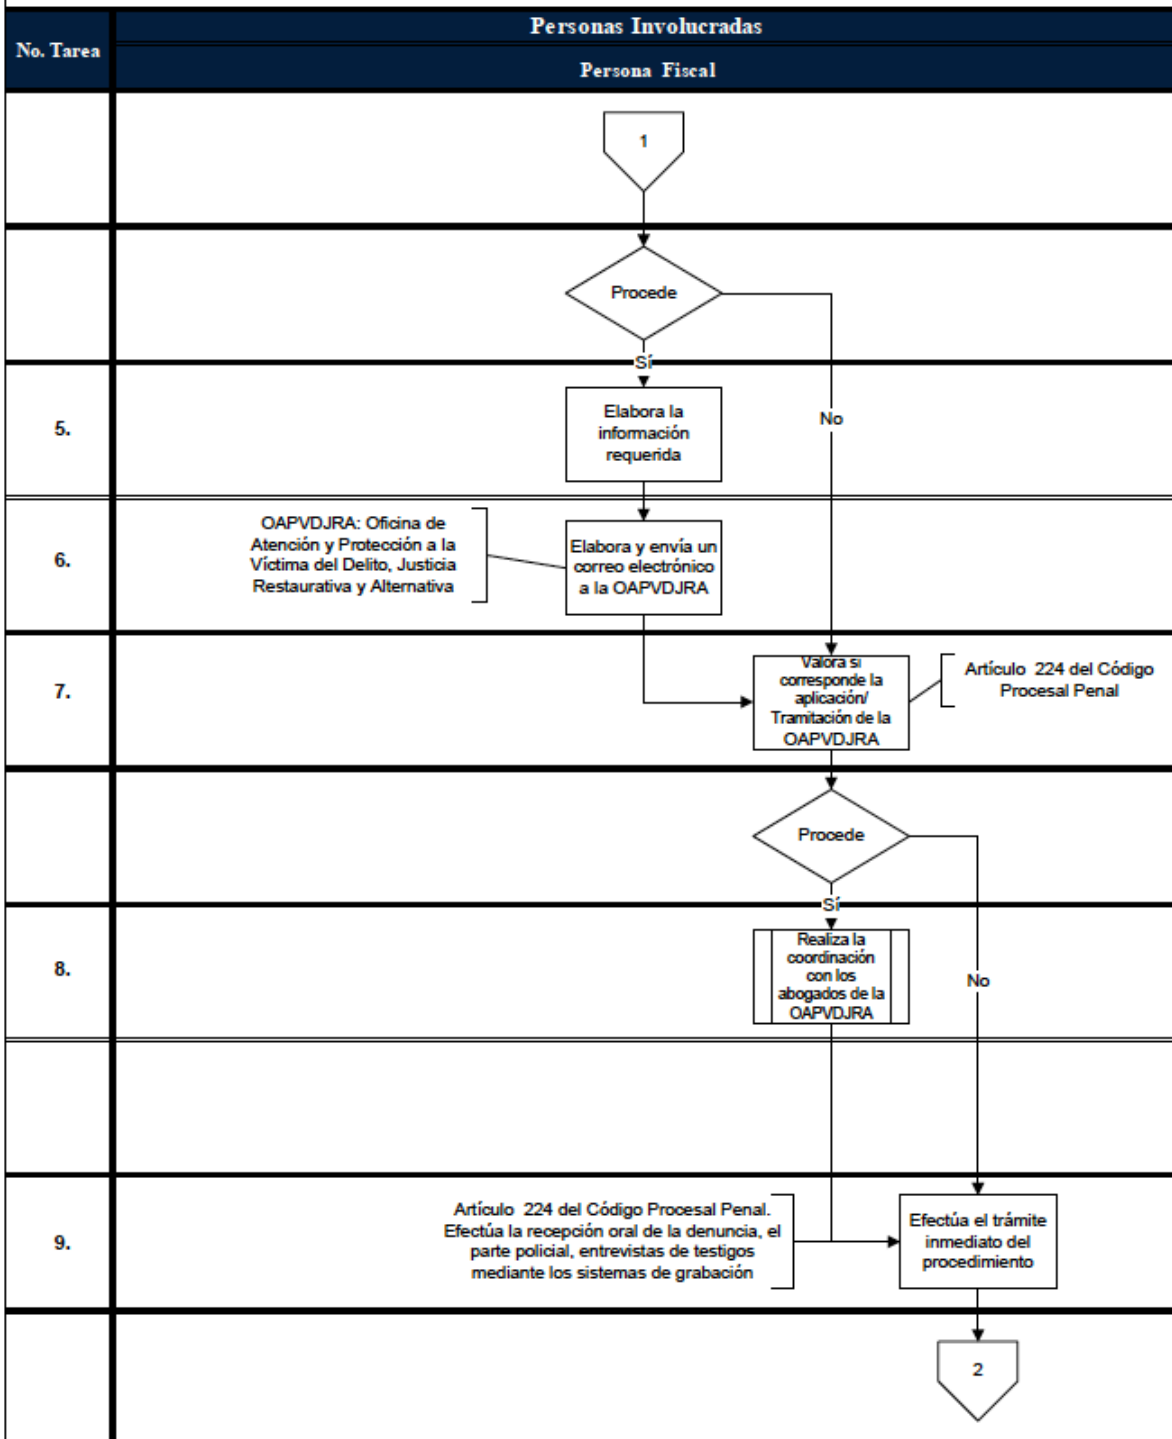 Personas Involucradas
No. Tarea
Persona Fiscal
1
Procede
Sí
No
5.
Elabora la
información
requerida
6.
OAPVDJRA: Oficina de
Atención y Protección a la
Víctima del Delito, Justicia
Restaurativa y Alternativa
Elabora y envía un
correo electrónico
a la OAPVDJRA
7.
Valora si
corresponde la
aplicación/
Tramitación de la
OAPVDJRA
Artículo 224 del Código
Procesal Penal
Procede
Sí
No
8.
Realiza la
coordinación
con los
abogados de la
OAPVDJRA
9.
Artículo 224 del Código Procesal Penal.
Efectúa la recepción oral de la denuncia, el
parte policial, entrevistas de testigos
mediante los sistemas de grabación
Efectúa el trámite
inmediato del
procedimiento
2